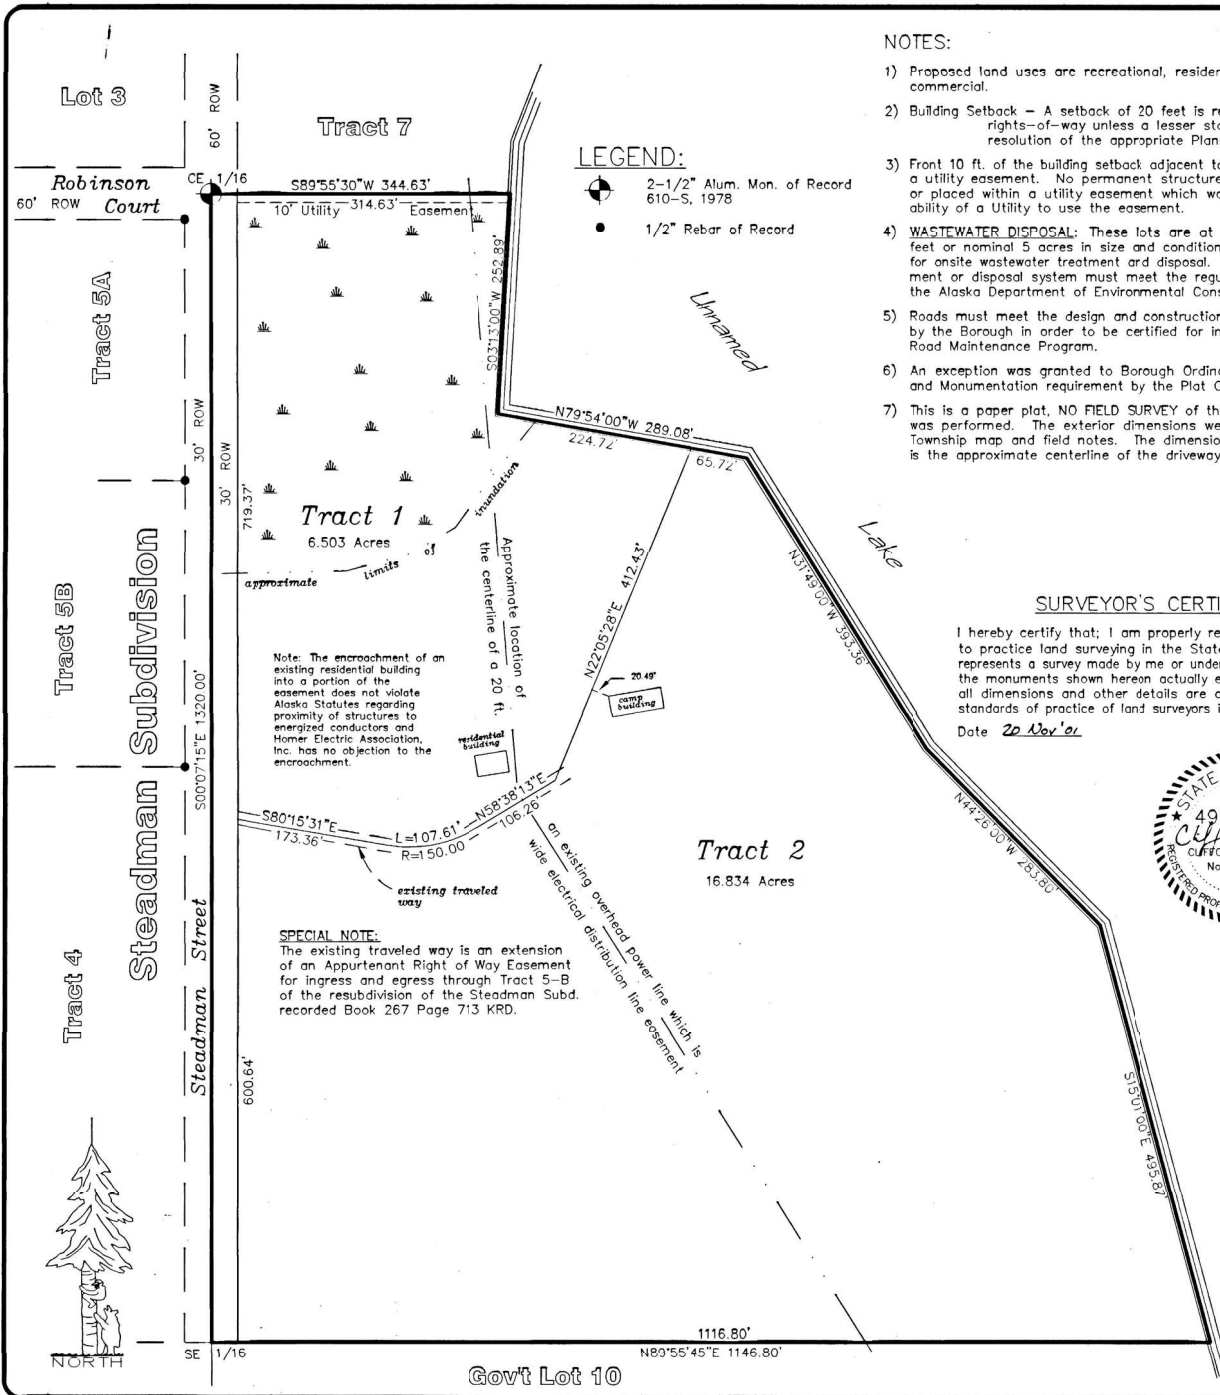 NOTES:
1) Proposed land uses are recreational, resider
commercial.
2) Building Setback – A setback of 20 feet is re
rights–of–way unless a lesser sta
resolution of the appropriate Plan
3) Front 10 ft. of the building setback adjacent to
a utility easement. No permanent structure
or placed within a utility easement which wo
ability of a Utility to use the easement.
4) WASTEWATER DISPOSAL: These lots are at
feet or nominal 5 acres in size and condition
for onsite wastewater treatment and disposal.
ment or disposal system must meet the regu
the Alaska Department of Environmental Cons
5) Roads must meet the design and construction
by the Borough in order to be certified for in
Road Maintenance Program.
6) An exception was granted to Borough Ordina
and Monumentation requirement by the Plat C
7) This is a paper plat, NO FIELD SURVEY of th
was performed. The exterior dimensions we
Township map and field notes. The dimensio
is the approximate centerline of the driveway
LEGEND:
2–1/2" Alum. Mon. of Record
610–S, 1978
1/2" Rebar of Record
Lot 3
60' ROW
Tract 7
Robinson
Court
60' ROW
CE 1/16
S89°55'30"W 344.63'
314.63'
10' Utility Easement
S03°13'00"W 252.89'
Unnamed
Lake
Tract 5A
30' ROW
30' ROW
719.37'
N79°54'00"W 289.08'
224.72'
65.72'
Tract 1
6.503 Acres
approximate limits of inundation
Approximate location of
the centerline of a 20 ft.
N22°05'28"E 412.43'
N31°49'00"W 393.36'
Tract 5B
Steadman Subdivision
S00°07'15"E 1320.00'
Note: The encroachment of an
existing residential building
into a portion of the
easement does not violate
Alaska Statutes regarding
proximity of structures to
energized conductors and
Homer Electric Association,
Inc. has no objection to the
encroachment.
20.49'
camp
building
residential
building
SURVEYOR'S CERTI
I hereby certify that; I am properly re
to practice land surveying in the State
represents a survey made by me or under
the monuments shown hereon actually e
all dimensions and other details are c
standards of practice of land surveyors i
Date 20 Nov '01
STATE
49
No
REGISTERED PROF
S80°15'31"E
173.36'
L=107.61'
R=150.00
N58°38'13"E
106.26'
existing traveled
way
N44°26'00"W 283.80'
Tract 2
16.834 Acres
an existing overhead power line which is
wide electrical distribution line easement
SPECIAL NOTE:
The existing traveled way is an extension
of an Appurtenant Right of Way Easement
for ingress and egress through Tract 5–B
of the resubdivision of the Steadman Subd.
recorded Book 267 Page 713 KRD.
Tract 4
Steadman Street
600.64'
S15°01'00"E 495.87'
NORTH
SE 1/16
1116.80'
N89°55'45"E 1146.80'
Gov't Lot 10